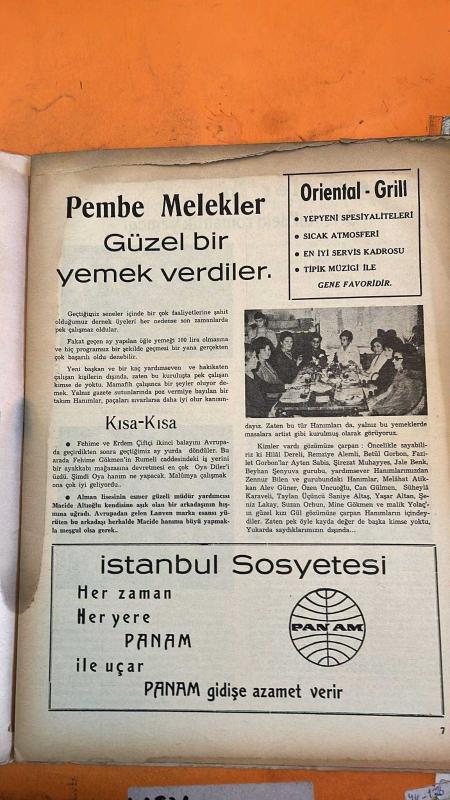 Pembe Melekler
Güzel bir
yemek verdiler.
Geçtiğimiz seneler içinde bir çok faaliyetlerine şahit
olduğumuz dernek üyeleri her nedense son zamanlarda
pek çalışmaz oldular.
Fakat geçen ay yapılan öğle yemeği 100 lira olmasına
ve hiç programsız bir şekilde geçmesi bir yana gerçekten
çok başarılı oldu denebilir.
Yeni başkan ve bir kaç yardımseven ve hakikaten
çalışan kişilerin dışında, zaten bu kuruluşta pek çalışan
kimse de yoktu. Mamafih çalışınca bir şeyler oluyor de-
mek. Yalnız gazete sutunlarında poz vermiye bayılan bir
takım Hanımlar, paçaları sıvarlarsa daha iyi olur kanısın-
Kısa-Kısa
● Fehime ve Erdem Çiftçi ikinci balayını Avrupa-
da geçirdikten sonra geçtiğimiz ay yurda döndüler. Bu
arada Fehime Gökmen'in Rumeli caddesindeki iş yerini
bir ayakkabı mağazasına devretmesi en çok Oya Diler'i
üzdü. Şimdi Oya hanım ne yapacak. Malûmya çalışmak
ona çok iyi geliyordu..
● Alman lisesinin esmer güzeli müdür yardımcısı
Macide Altıoğlu kendisine aşık olan bir arkadaşının hış-
mına uğradı. Avrupadan gelen Lanven marka esansı yü-
rüten bu arkadaşı herhalde Macide hanıma büyü yapmak-
la meşgul olsa gerek..
Oriental - Grill
● YEPYENİ SPESİYALİTELERİ
● SICAK ATMOSFERİ
● EN İYİ SERVİS KADROSU
● TİPİK MÜZİĞİ İLE
GENE FAVORİDİR.
dayız. Zaten bu tür Hanımları da, yalnız bu yemeklerde
masalara artist gibi kurulmuş olarak görüyoruz.
Kimler vardı gözümüze çarpan : Öncelikle sayabili-
riz ki Hilâl Dereli, Remziye Alemli, Betûl Gorbon, Fazi-
let Gorbon'lar Ayten Sabis, Şirezat Muhayyes, Jale Benk,
Beyhan Şenyuva gurubu, yardımsever Hanımlarımızdan
Zennur Bilen ve gurubundaki Hanımlar, Melâhat Atik-
kan Alev Güner, Özen Uncuoğlu, Can Gülmen, Süheylâ
Karaveli, Taylan Üçüncü Saniye Altaş, Yaşar Altan, Şe-
niz Lakay, Susan Orhun, Mine Gökmen ve malik Yolaç'-
ın güzel kızı Gül gözümüze çarpan Hanımların içindey-
diler. Zaten pek öyle kayda değer de başka kimse yoktu,
Yukarda saydıklarımızın dışında...
istanbul Sosyetesi
Her zaman
Her yere
PANAM
ile uçar
PANAM gidişe azamet verir
PAN AM
7